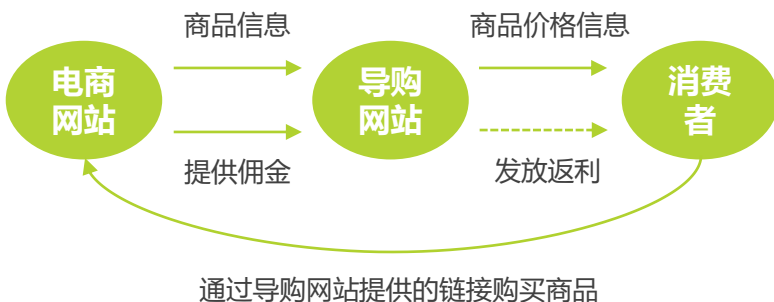 商品信息
商品价格信息
电商
网站
导购
网站
消费
者
提供佣金
发放返利
通过导购网站提供的链接购买商品